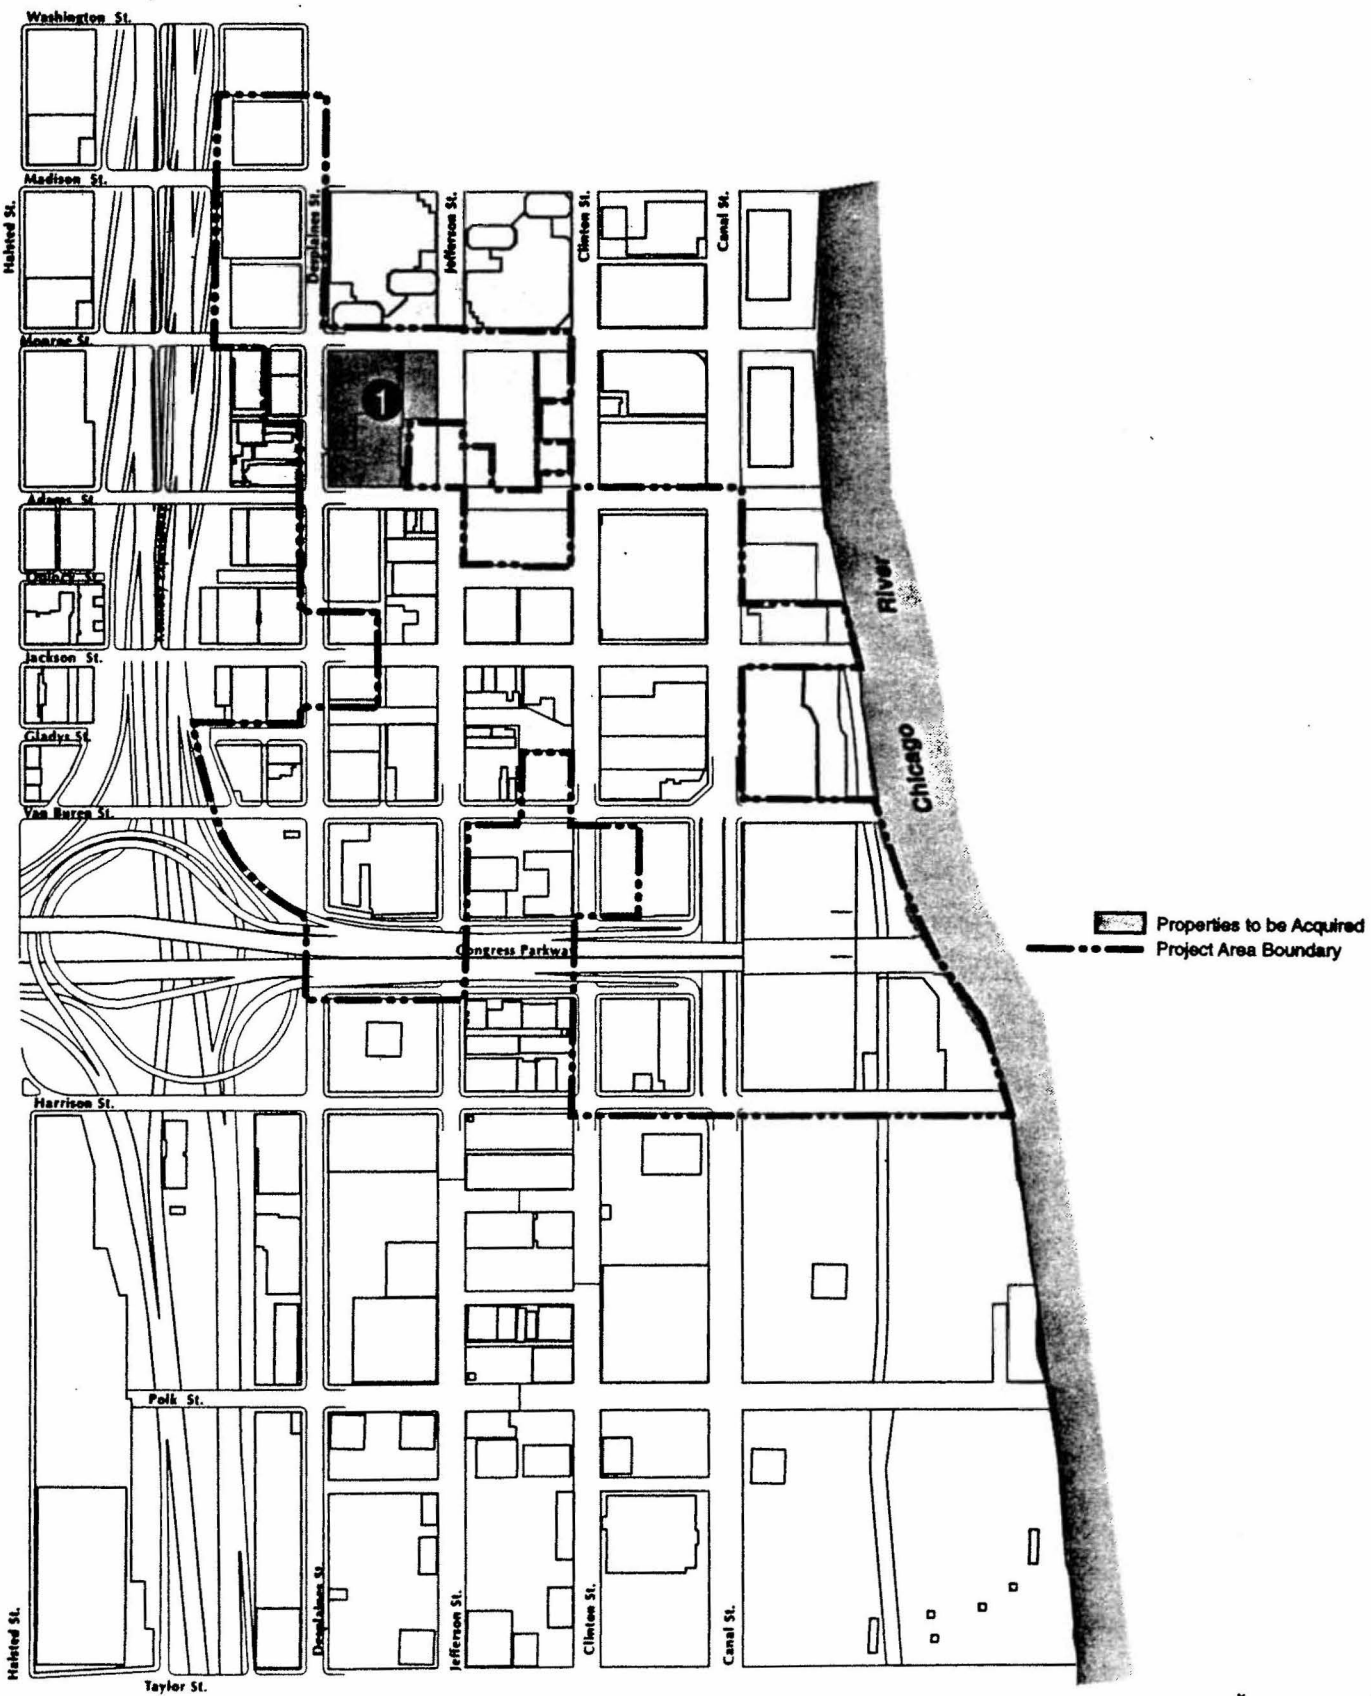 Washington St.
Madison St.
Halsted St.
Desplaines St.
Jefferson St.
Clinton St.
Canal St.
Monroe St.
1
Adams St.
Quincy St.
Jackson St.
Gladys St.
Van Buren St.
River
Chicago
Congress Parkway
Properties to be Acquired
Project Area Boundary
Harrison St.
Polk St.
Halsted St.
Desplaines St.
Jefferson St.
Clinton St.
Canal St.
Taylor St.